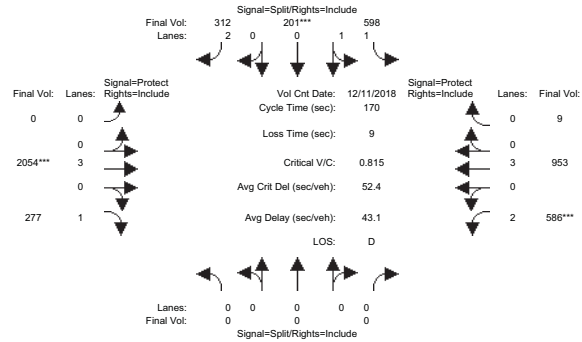 Signal=Split/Rights=Include
Final Vol: 312 201*** 598
Lanes: 2 0 0 1 1
Signal=Protect Signal=Protect
Final Vol: Lanes: Rights=Include Vol Cnt Date: 12/11/2018 Rights=Include Lanes: Final Vol:
Cycle Time (sec): 170
0 0 0 9
Loss Time (sec): 9
0 0
2054*** 3 Critical V/C: 0.815 3 953
0 Avg Crit Del (sec/veh): 52.4 0
277 1 Avg Delay (sec/veh): 43.1 2 586***
LOS: D
Lanes: 0 0 0 0 0
Final Vol: 0 0 0
Signal=Split/Rights=Include